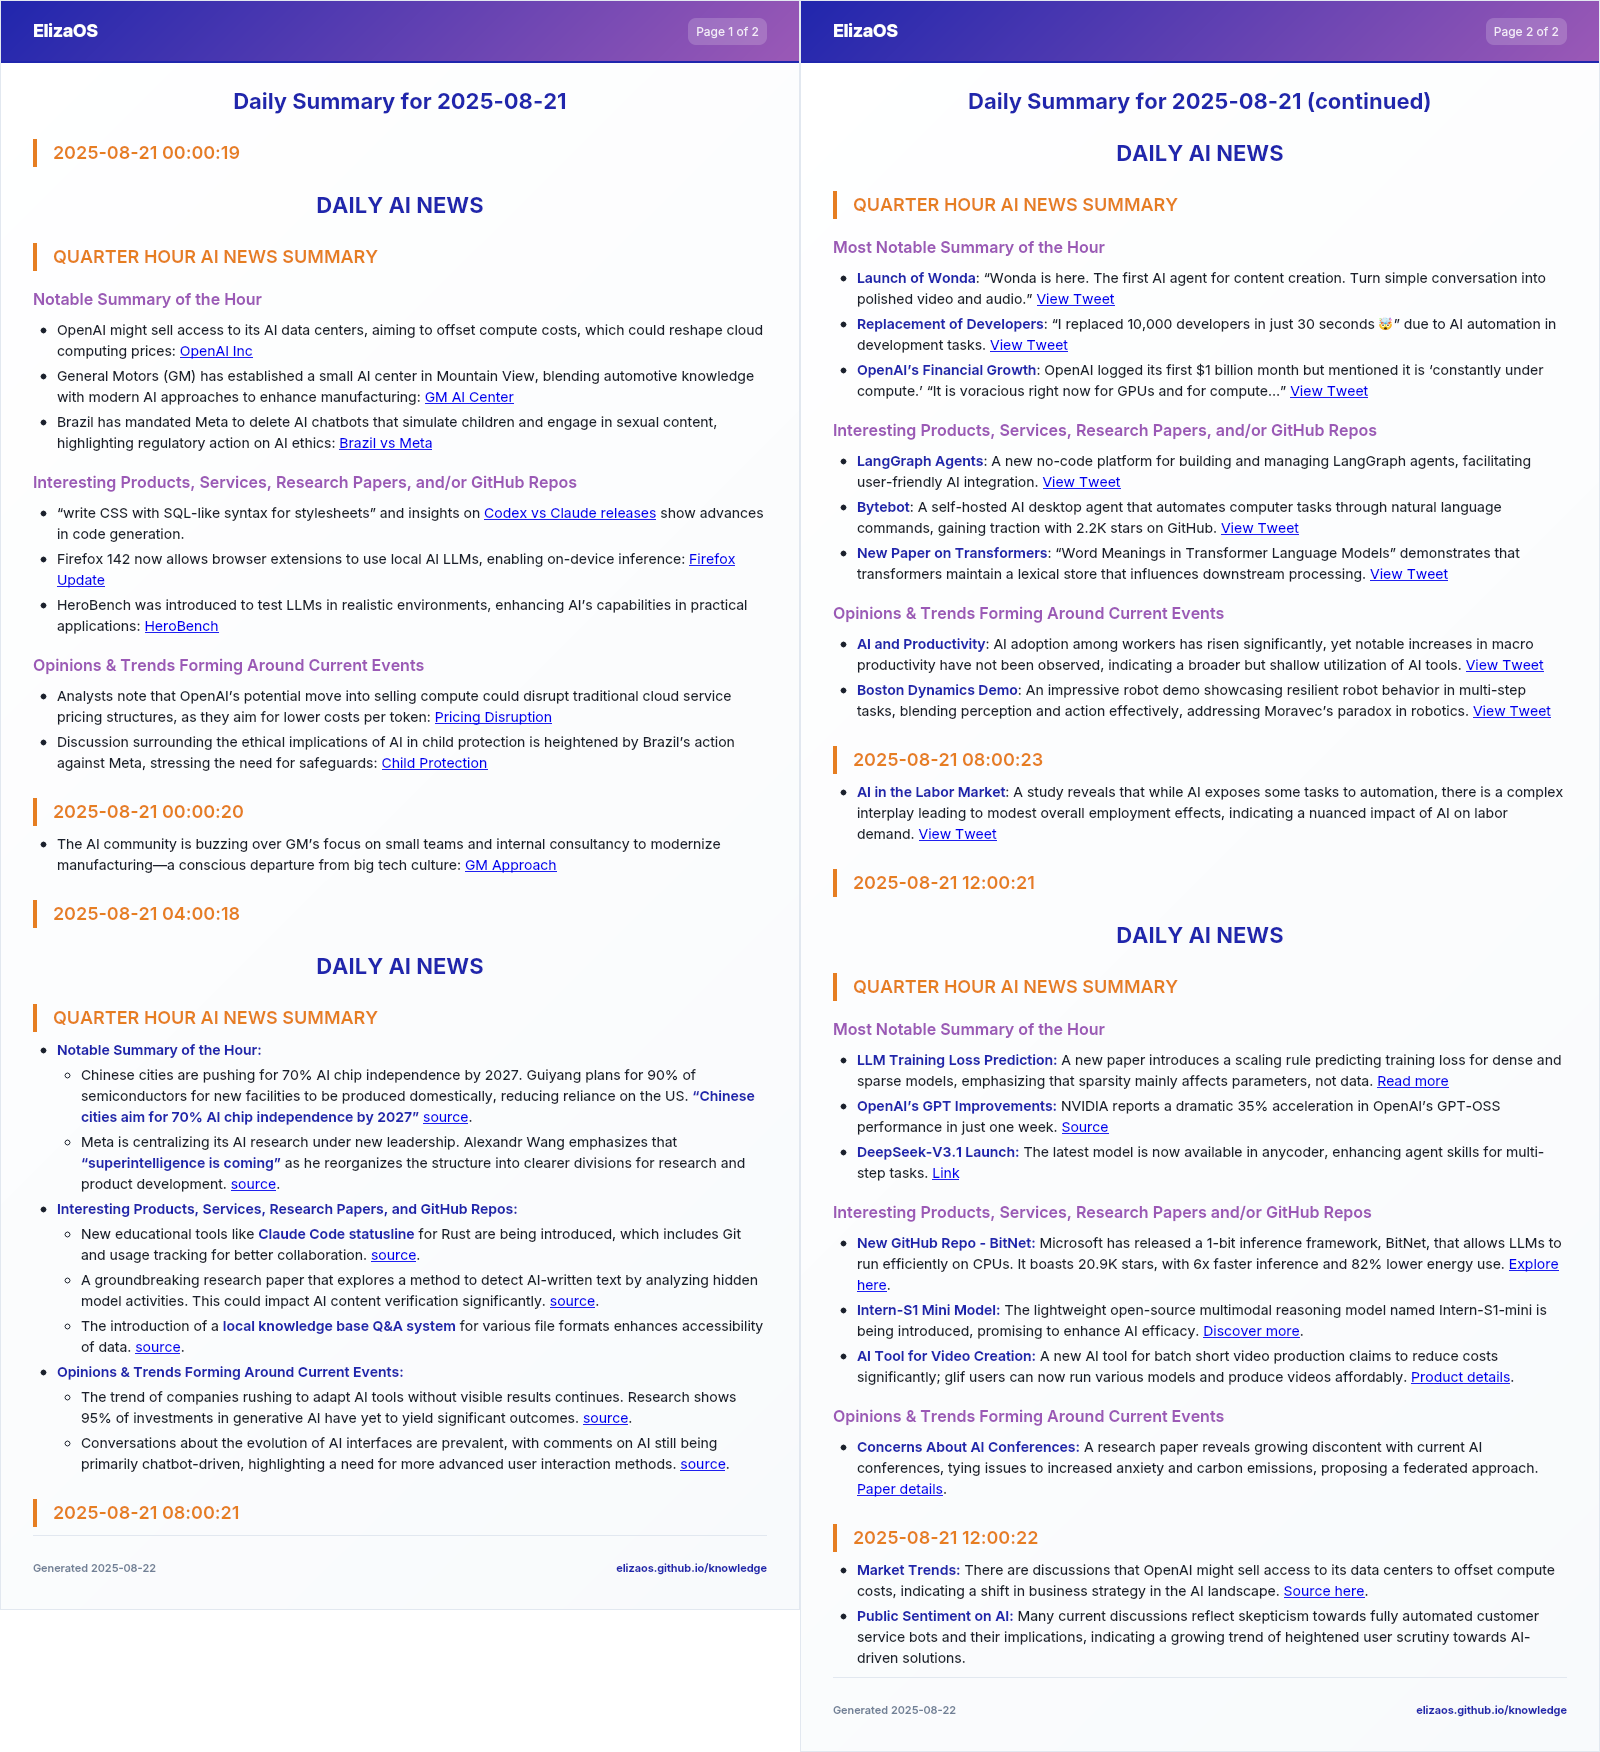 ElizaOS
Page 1 of 2
Daily Summary for 2025-08-21
2025-08-21 00:00:19
DAILY AI NEWS
QUARTER HOUR AI NEWS SUMMARY
Notable Summary of the Hour
• OpenAI might sell access to its AI data centers, aiming to offset compute costs, which could reshape cloud
computing prices: OpenAI Inc
• General Motors (GM) has established a small AI center in Mountain View, blending automotive knowledge
with modern AI approaches to enhance manufacturing: GM AI Center
• Brazil has mandated Meta to delete AI chatbots that simulate children and engage in sexual content,
highlighting regulatory action on AI ethics: Brazil vs Meta
Interesting Products, Services, Research Papers, and/or GitHub Repos
• “write CSS with SQL-like syntax for stylesheets” and insights on Codex vs Claude releases show advances
in code generation.
• Firefox 142 now allows browser extensions to use local AI LLMs, enabling on-device inference: Firefox
Update
• HeroBench was introduced to test LLMs in realistic environments, enhancing AI’s capabilities in practical
applications: HeroBench
Opinions & Trends Forming Around Current Events
• Analysts note that OpenAI’s potential move into selling compute could disrupt traditional cloud service
pricing structures, as they aim for lower costs per token: Pricing Disruption
• Discussion surrounding the ethical implications of AI in child protection is heightened by Brazil’s action
against Meta, stressing the need for safeguards: Child Protection
2025-08-21 00:00:20
• The AI community is buzzing over GM’s focus on small teams and internal consultancy to modernize
manufacturing—a conscious departure from big tech culture: GM Approach
2025-08-21 04:00:18
DAILY AI NEWS
QUARTER HOUR AI NEWS SUMMARY
• Notable Summary of the Hour:
◦ Chinese cities are pushing for 70% AI chip independence by 2027. Guiyang plans for 90% of
semiconductors for new facilities to be produced domestically, reducing reliance on the US. “Chinese
cities aim for 70% AI chip independence by 2027” source.
◦ Meta is centralizing its AI research under new leadership. Alexandr Wang emphasizes that
“superintelligence is coming” as he reorganizes the structure into clearer divisions for research and
product development. source.
• Interesting Products, Services, Research Papers, and GitHub Repos:
◦ New educational tools like Claude Code statusline for Rust are being introduced, which includes Git
and usage tracking for better collaboration. source.
◦ A groundbreaking research paper that explores a method to detect AI-written text by analyzing hidden
model activities. This could impact AI content verification significantly. source.
◦ The introduction of a local knowledge base Q&A system for various file formats enhances accessibility
of data. source.
• Opinions & Trends Forming Around Current Events:
◦ The trend of companies rushing to adapt AI tools without visible results continues. Research shows
95% of investments in generative AI have yet to yield significant outcomes. source.
◦ Conversations about the evolution of AI interfaces are prevalent, with comments on AI still being
primarily chatbot-driven, highlighting a need for more advanced user interaction methods. source.
2025-08-21 08:00:21
Generated 2025-08-22
elizaos.github.io/knowledge
ElizaOS
Page 2 of 2
Daily Summary for 2025-08-21 (continued)
DAILY AI NEWS
QUARTER HOUR AI NEWS SUMMARY
Most Notable Summary of the Hour
• Launch of Wonda: “Wonda is here. The first AI agent for content creation. Turn simple conversation into
polished video and audio.” View Tweet
• Replacement of Developers: “I replaced 10,000 developers in just 30 seconds 🤯” due to AI automation in
development tasks. View Tweet
• OpenAI’s Financial Growth: OpenAI logged its first $1 billion month but mentioned it is ‘constantly under
compute.’ “It is voracious right now for GPUs and for compute…” View Tweet
Interesting Products, Services, Research Papers, and/or GitHub Repos
• LangGraph Agents: A new no-code platform for building and managing LangGraph agents, facilitating
user-friendly AI integration. View Tweet
• Bytebot: A self-hosted AI desktop agent that automates computer tasks through natural language
commands, gaining traction with 2.2K stars on GitHub. View Tweet
• New Paper on Transformers: “Word Meanings in Transformer Language Models” demonstrates that
transformers maintain a lexical store that influences downstream processing. View Tweet
Opinions & Trends Forming Around Current Events
• AI and Productivity: AI adoption among workers has risen significantly, yet notable increases in macro
productivity have not been observed, indicating a broader but shallow utilization of AI tools. View Tweet
• Boston Dynamics Demo: An impressive robot demo showcasing resilient robot behavior in multi-step
tasks, blending perception and action effectively, addressing Moravec’s paradox in robotics. View Tweet
2025-08-21 08:00:23
• AI in the Labor Market: A study reveals that while AI exposes some tasks to automation, there is a complex
interplay leading to modest overall employment effects, indicating a nuanced impact of AI on labor
demand. View Tweet
2025-08-21 12:00:21
DAILY AI NEWS
QUARTER HOUR AI NEWS SUMMARY
Most Notable Summary of the Hour
• LLM Training Loss Prediction: A new paper introduces a scaling rule predicting training loss for dense and
sparse models, emphasizing that sparsity mainly affects parameters, not data. Read more
• OpenAI’s GPT Improvements: NVIDIA reports a dramatic 35% acceleration in OpenAI’s GPT-OSS
performance in just one week. Source
• DeepSeek-V3.1 Launch: The latest model is now available in anycoder, enhancing agent skills for multi-
step tasks. Link
Interesting Products, Services, Research Papers and/or GitHub Repos
• New GitHub Repo - BitNet: Microsoft has released a 1-bit inference framework, BitNet, that allows LLMs to
run efficiently on CPUs. It boasts 20.9K stars, with 6x faster inference and 82% lower energy use. Explore
here.
• Intern-S1 Mini Model: The lightweight open-source multimodal reasoning model named Intern-S1-mini is
being introduced, promising to enhance AI efficacy. Discover more.
• AI Tool for Video Creation: A new AI tool for batch short video production claims to reduce costs
significantly; glif users can now run various models and produce videos affordably. Product details.
Opinions & Trends Forming Around Current Events
• Concerns About AI Conferences: A research paper reveals growing discontent with current AI
conferences, tying issues to increased anxiety and carbon emissions, proposing a federated approach.
Paper details.
2025-08-21 12:00:22
• Market Trends: There are discussions that OpenAI might sell access to its data centers to offset compute
costs, indicating a shift in business strategy in the AI landscape. Source here.
• Public Sentiment on AI: Many current discussions reflect skepticism towards fully automated customer
service bots and their implications, indicating a growing trend of heightened user scrutiny towards AI-
driven solutions.
Generated 2025-08-22
elizaos.github.io/knowledge